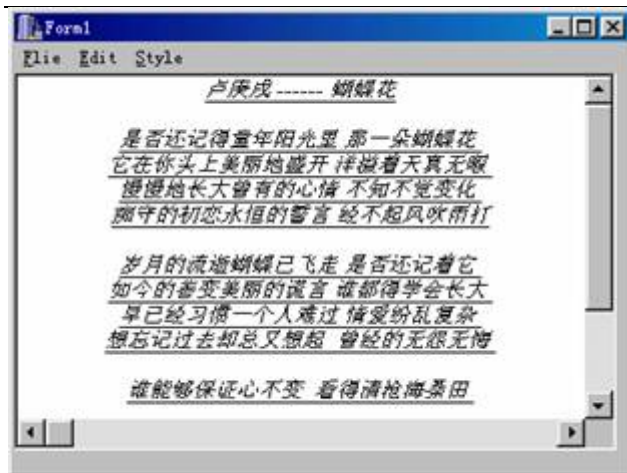 Form1
Flie Edit Style
卢庚戌 ------ 蝴蝶花
是否还记得童年阳光里 那一朵蝴蝶花
它在你头上美丽地盛开 洋溢着天真无暇
慢慢地长大曾有的心情 不知不觉变化
痴守的初恋永恒的誓言 经不起风吹雨打
岁月的流逝蝴蝶已飞走 是否还记着它
如今的善变美丽的谎言 谁都得学会长大
早已经习惯一个人难过 情爱纷乱复杂
想忘记过去却总又想起 曾经的无怨无悔
谁能够保证心不变 看得清沧海桑田